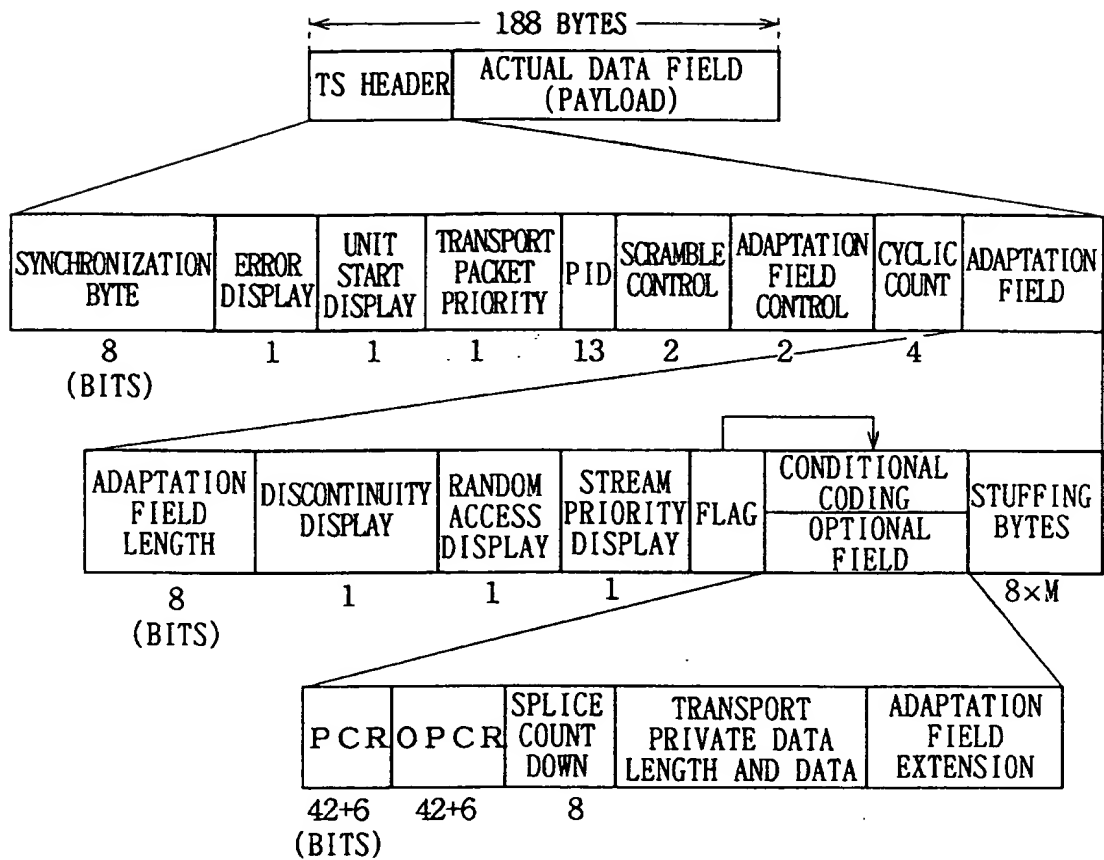 188 BYTES
TS HEADER
ACTUAL DATA FIELD
(PAYLOAD)
SYNCHRONIZATION
BYTE
ERROR
DISPLAY
UNIT
START
DISPLAY
TRANSPORT
PACKET
PRIORITY
PID
SCRAMBLE
CONTROL
ADAPTATION
FIELD
CONTROL
CYCLIC
COUNT
ADAPTATION
FIELD
8
(BITS)
1
1
1
13
2
2
4
ADAPTATION
FIELD
LENGTH
DISCONTINUITY
DISPLAY
RANDOM
ACCESS
DISPLAY
STREAM
PRIORITY
DISPLAY
FLAG
CONDITIONAL
CODING
OPTIONAL
FIELD
STUFFING
BYTES
8
(BITS)
1
1
1
8×M
PCR
OPCR
SPLICE
COUNT
DOWN
TRANSPORT
PRIVATE DATA
LENGTH AND DATA
ADAPTATION
FIELD
EXTENSION
42+6
(BITS)
42+6
8